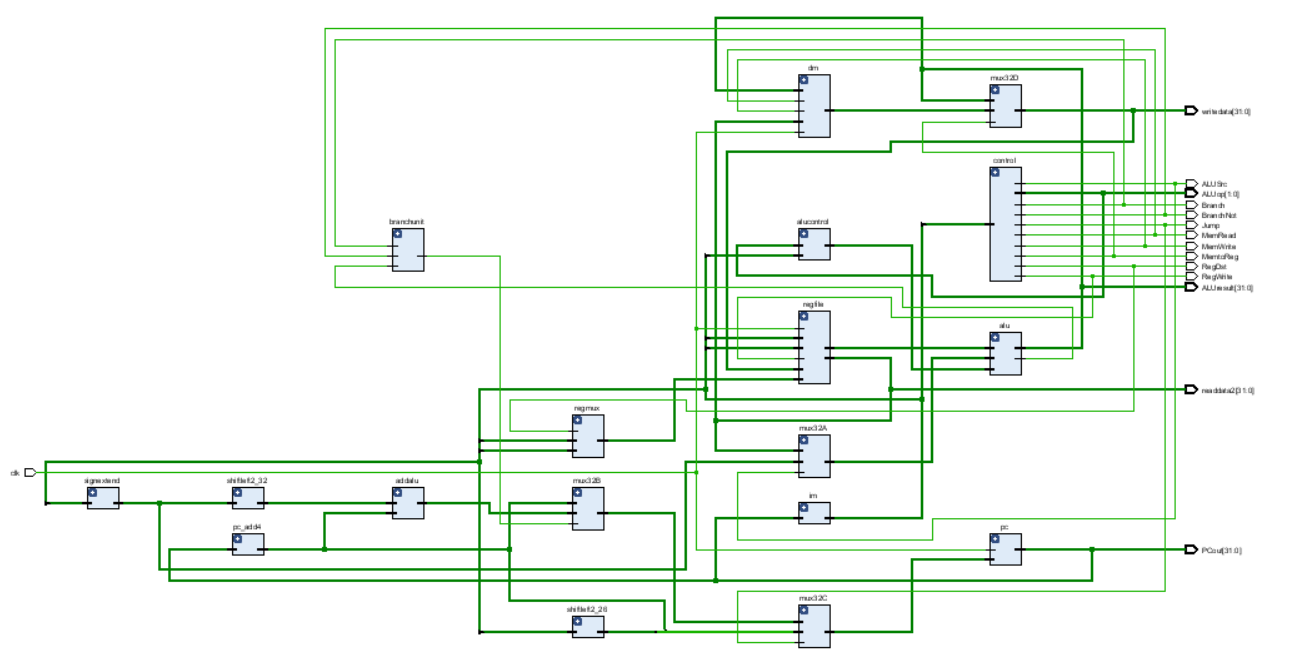 dm
mux32D
writedata[31:0]
control
ALUSrc
ALUop[1:0]
Branch
BranchNot
Jump
MemRead
MemWrite
MemtoReg
RegDst
RegWrite
ALUresult[31:0]
branchunit
alucontrol
regfile
alu
readdata2[31:0]
regmux
mux32A
clk
signextend
shiftleft2_32
addalu
mux32B
im
pc_add4
pc
PCout[31:0]
shiftleft2_26
mux32C